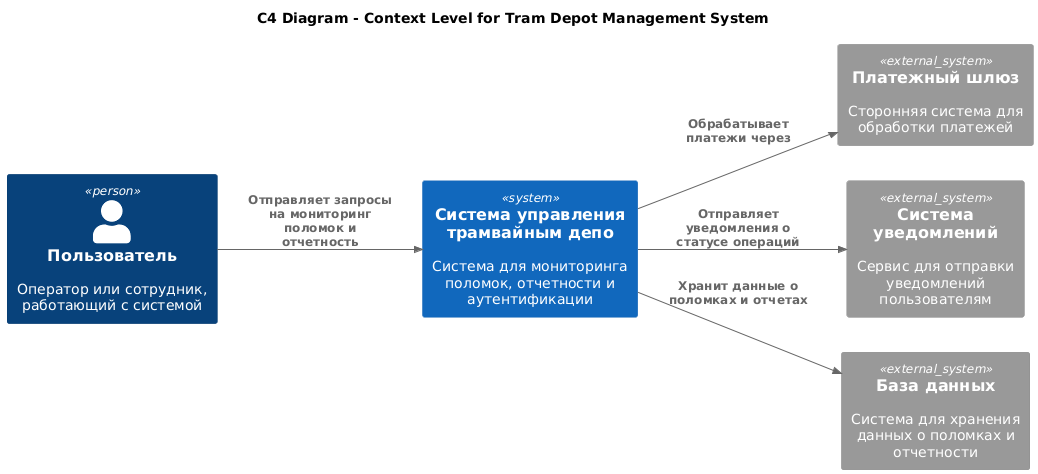 C4 Diagram - Context Level for Tram Depot Management System
«person»
Пользователь
Оператор или сотрудник,
работающий с системой
Отправляет запросы
на мониторинг
поломок и
отчетность
«system»
Система управления
трамвайным депо
Система для мониторинга
поломок, отчетности и
аутентификации
Обрабатывает
платежи через
Отправляет
уведомления о
статусе операций
Хранит данные о
поломках и отчетах
«external_system»
Платежный шлюз
Сторонняя система для
обработки платежей
«external_system»
Система
уведомлений
Сервис для отправки
уведомлений
пользователям
«external_system»
База данных
Система для хранения
данных о поломках и
отчетности